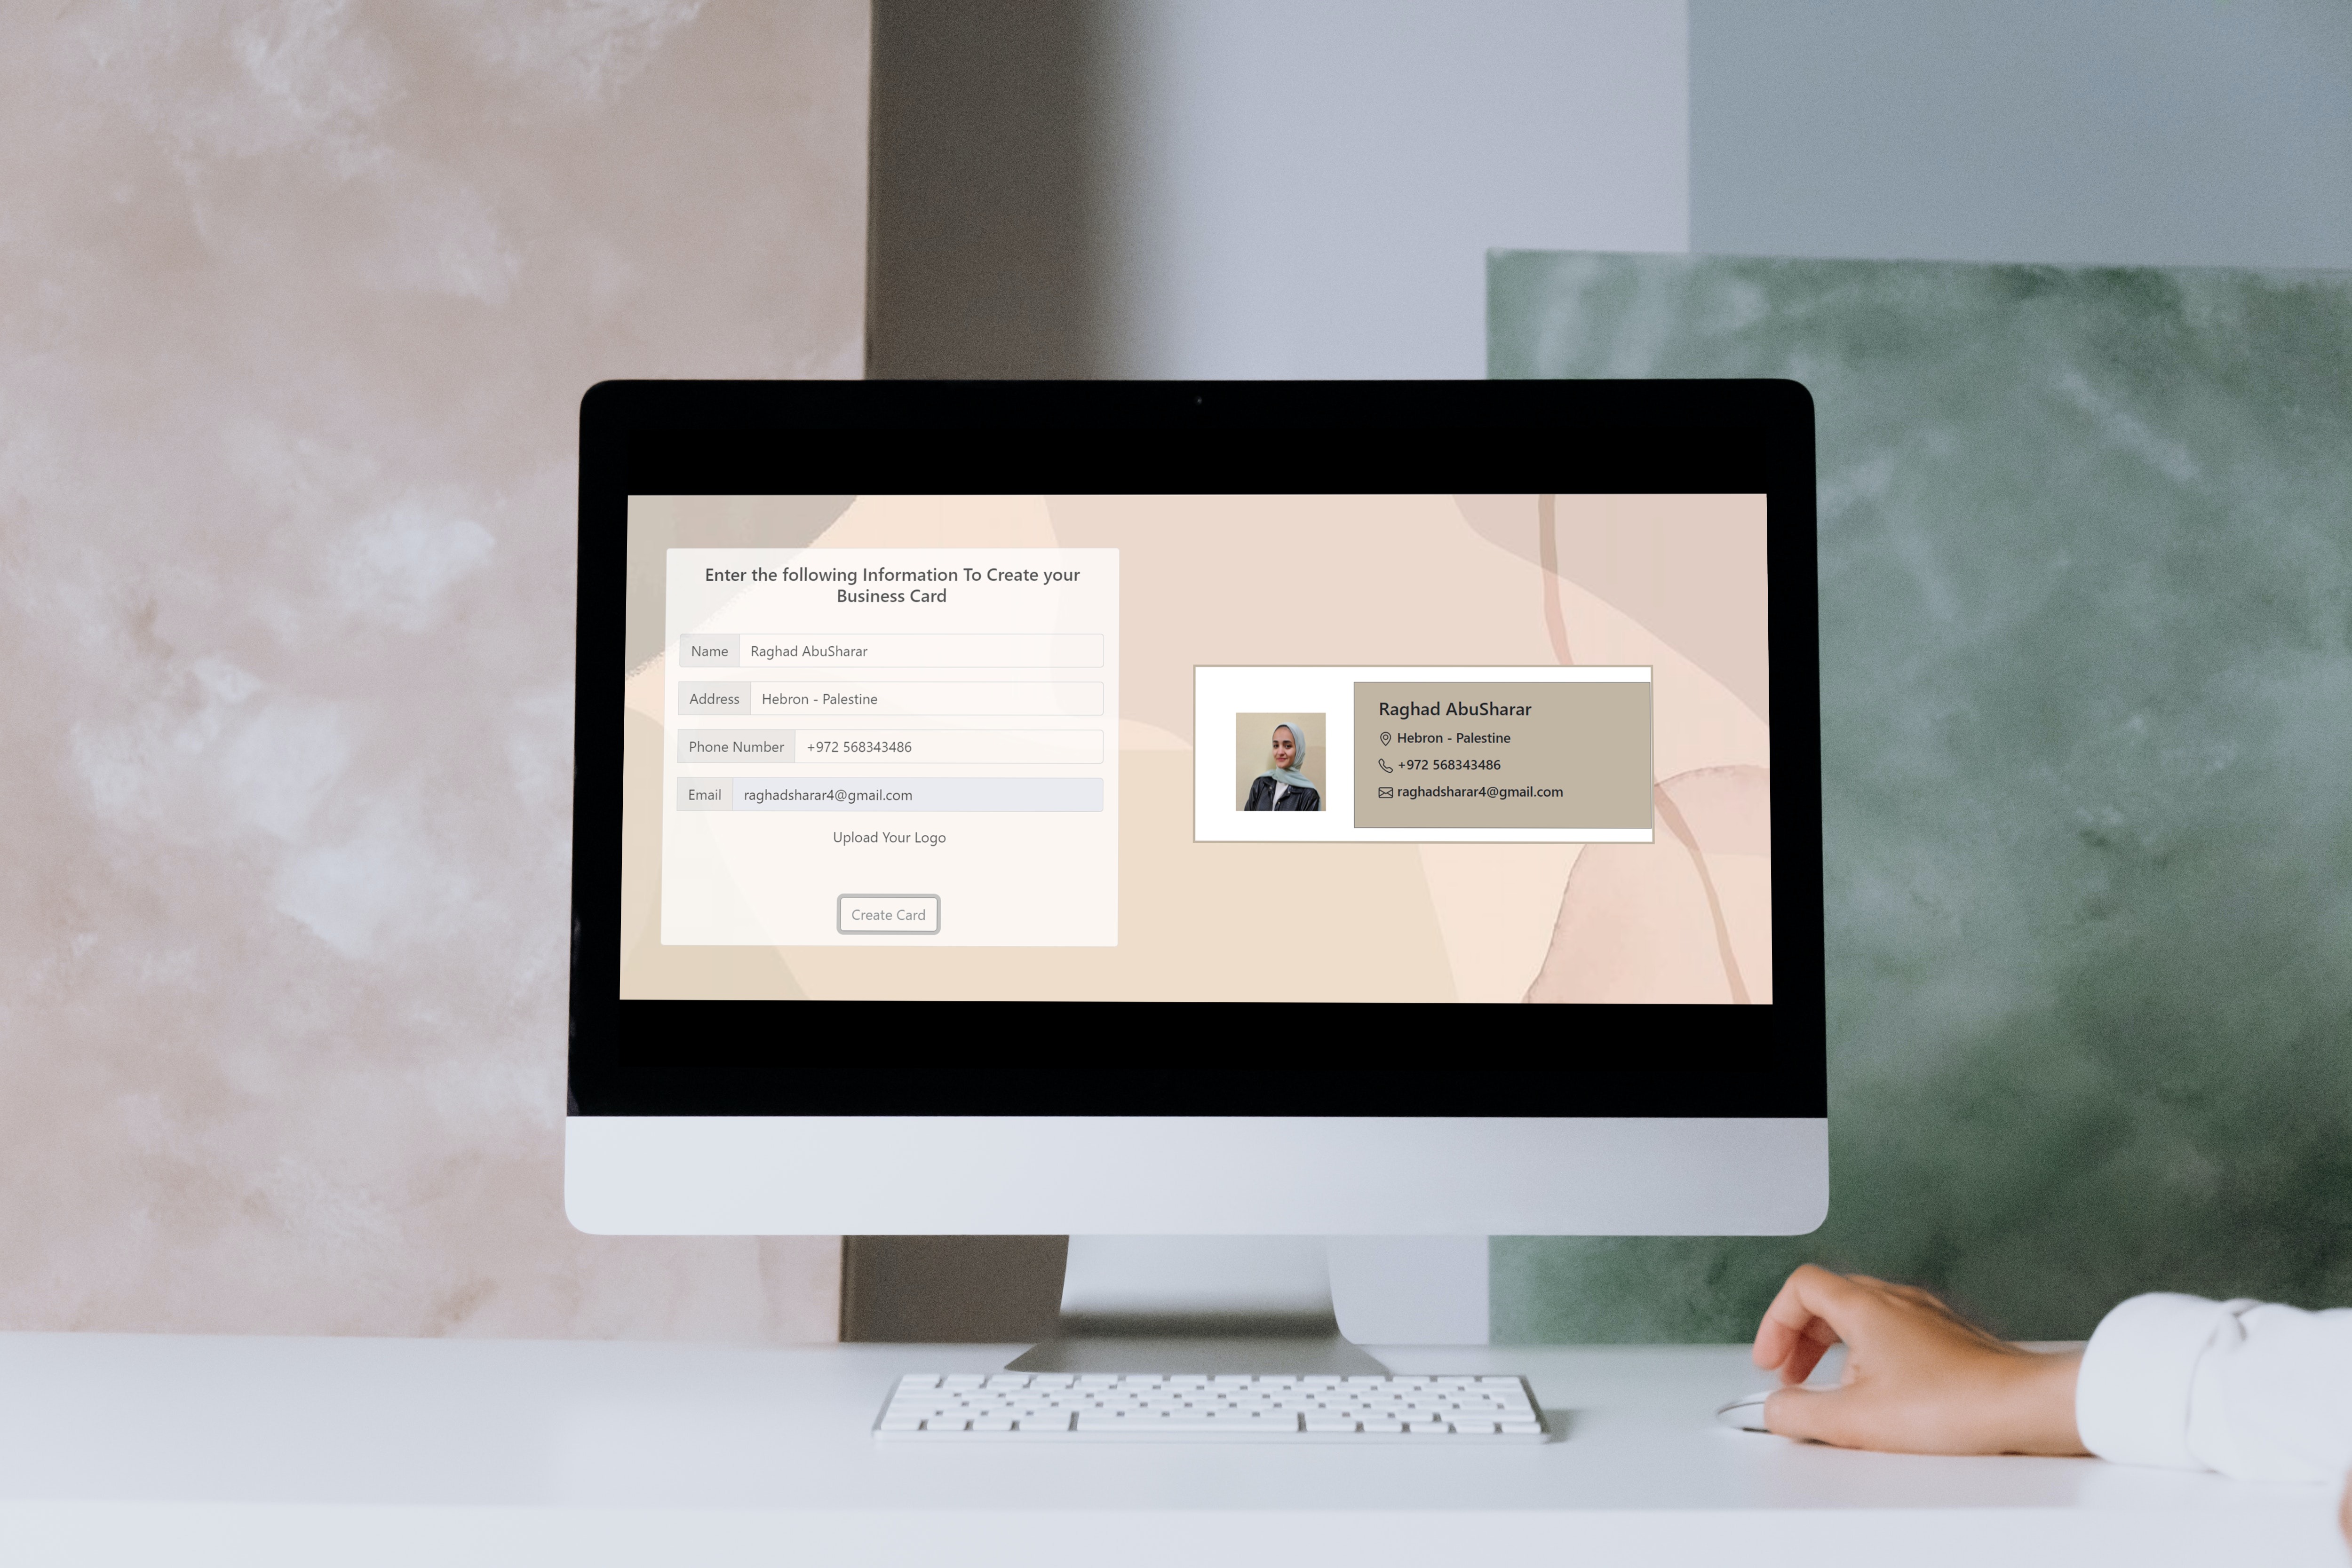 Enter the following Information To Create your
Business Card
Name Raghad AbuSharar
Address Hebron - Palestine
Phone Number +972 568343486
Email raghadsharar4@gmail.com
Upload Your Logo
Create Card
Raghad AbuSharar
Hebron - Palestine
+972 568343486
raghadsharar4@gmail.com